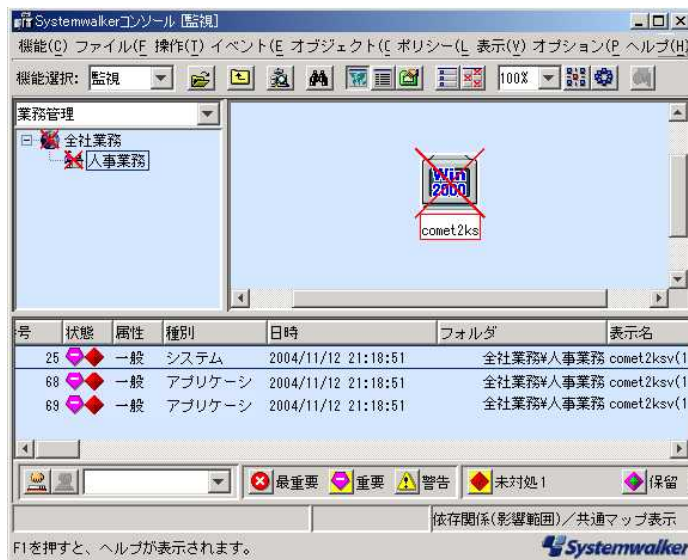 Systemwalkerコンソール [監視]
機能(C) ファイル(F 操作(T) イベント(E オブジェクト(C ポリシー(L 表示(V) オプション(P ヘルプ(H)
機能選択: 監視 100%
業務管理
全社業務
人事業務
Win 2000
comet2ks
号 状態 属性 種別 日時 フォルダ 表示名
25 一般 システム 2004/11/12 21:18:51 全社業務¥人事業務 comet2ksv(1
68 一般 アプリケーシ 2004/11/12 21:18:51 全社業務¥人事業務 comet2ksv(1
69 一般 アプリケーシ 2004/11/12 21:18:51 全社業務¥人事業務 comet2ksv(1
最重要 重要 警告 未対処1 保留
依存関係(影響範囲)／共通マップ表示
F1を押すと、ヘルプが表示されます。 Systemwalker